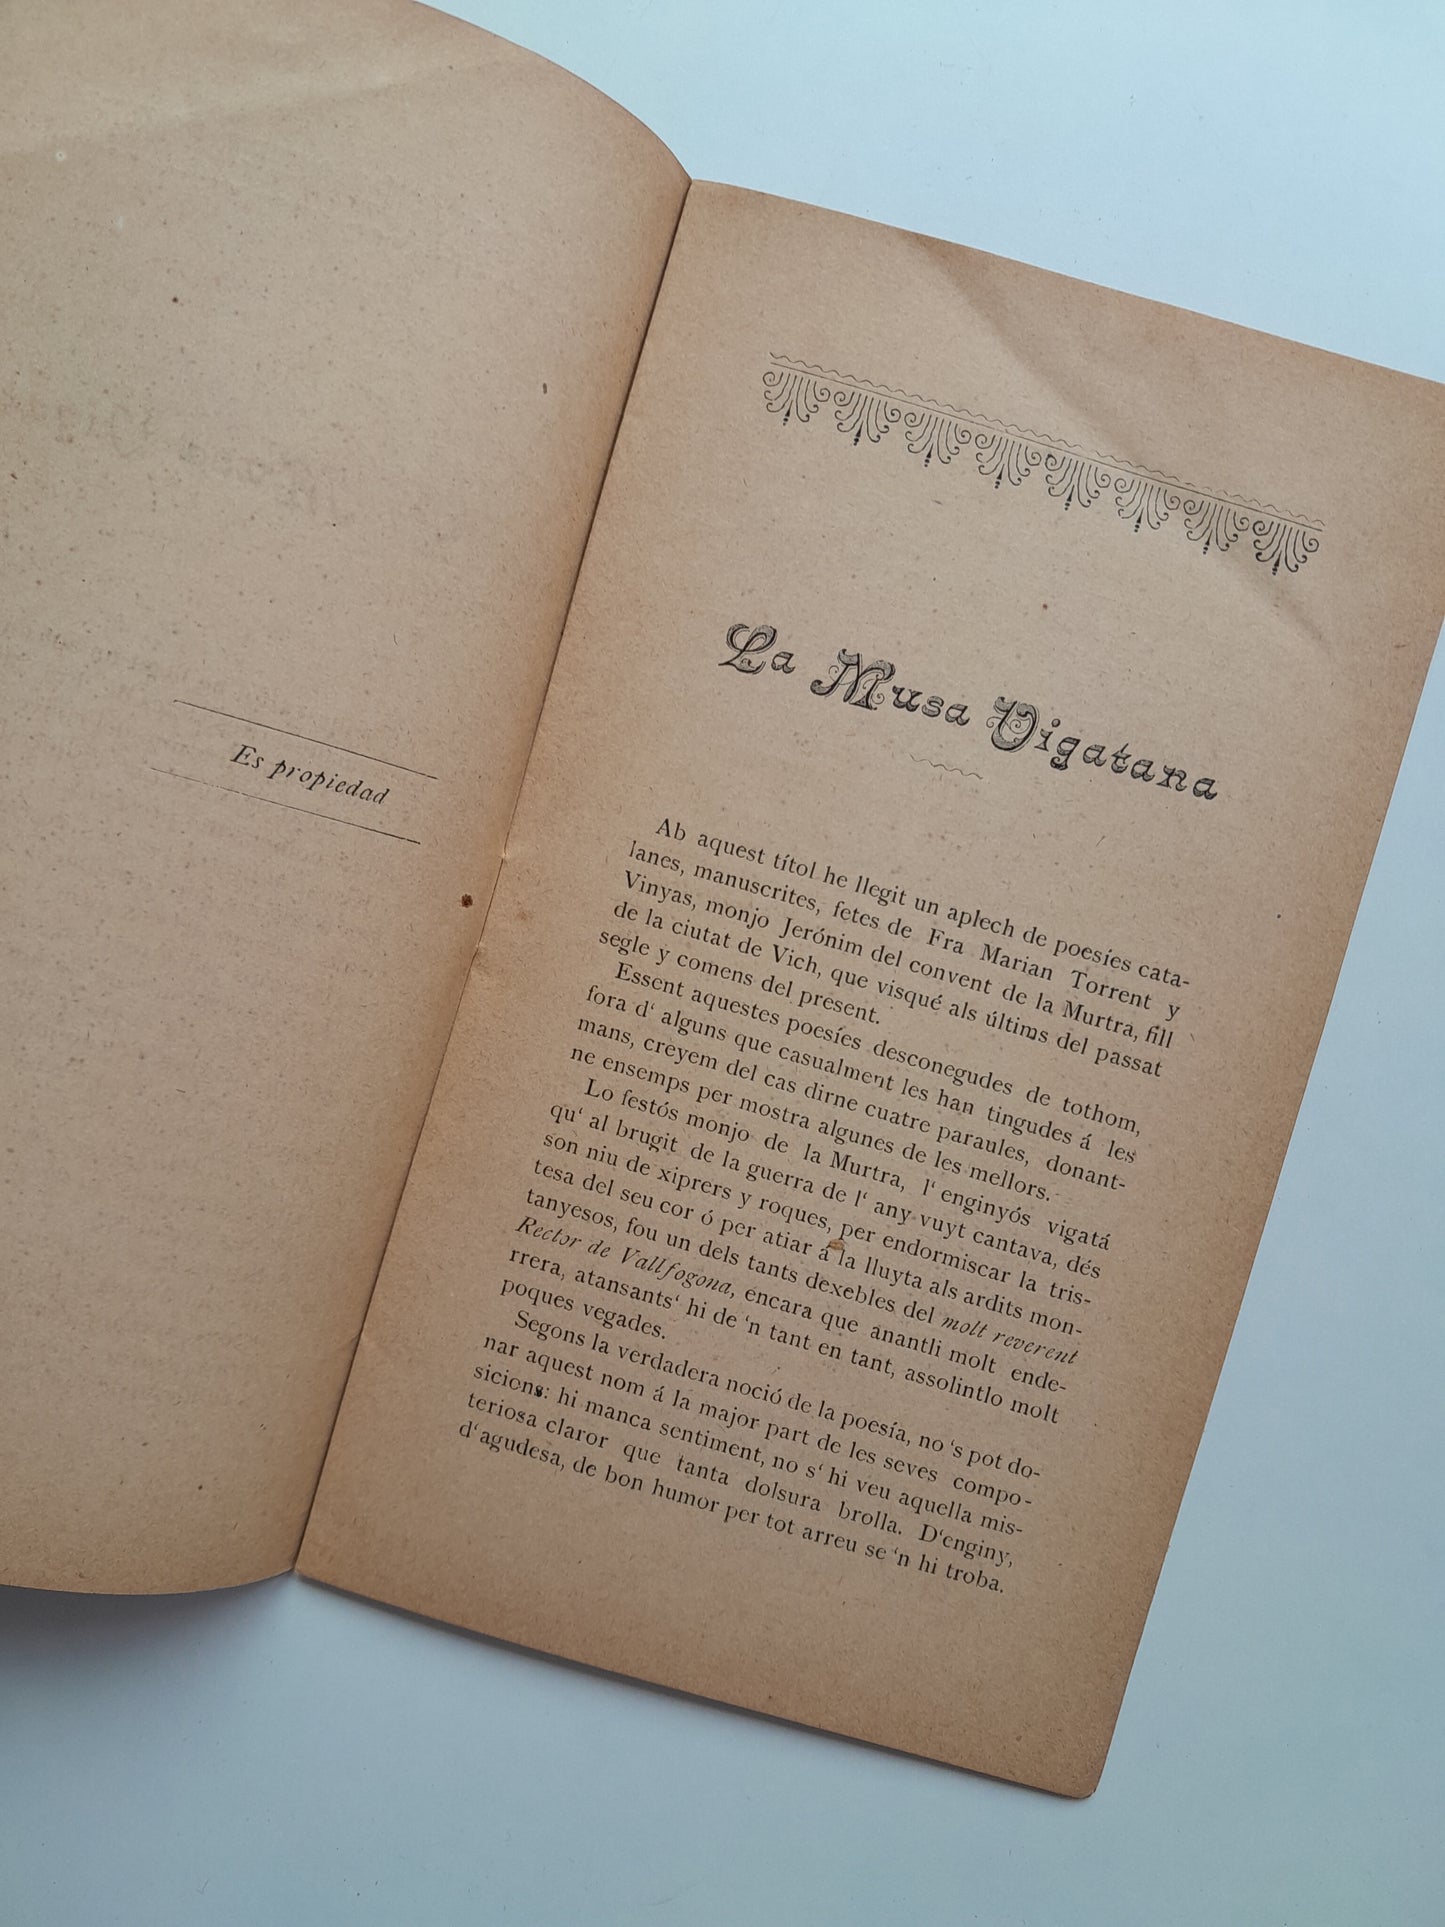 Es propiedad
La Musa Vigatana
Ab aquest títol he llegit un aplech de poesíes cata-
lanes, manuscrites, fetes de Fra Marian Torrent y
Vinyas, monjo Jerónim del convent de la Murtra, fill
de la ciutat de Vich, que visqué als últims del passat
segle y comens del present.
Essent aquestes poesíes desconegudes de tothom,
fora d‘ alguns que casualment les han tingudes á les
mans, creyem del cas dirne cuatre paraules, donant-
ne ensemps per mostra algunes de les mellors.
Lo festós monjo de la Murtra, l‘ enginyós vigatá
qu‘ al brugit de la guerra de l‘ any vuyt cantava, dés
son niu de xiprers y roques, per endormiscar la tris-
tesa del seu cor ó per atiar á la lluyta als ardits mon-
tanyesos, fou un dels tants dexebles del molt reverent
Rector de Vallfogona, encara que anantli molt ende-
rrera, atansants‘ hi de ‘n tant en tant, assolintlo molt
poques vegades.
Segons la verdadera noció de la poesía, no ‘s pot do-
nar aquest nom á la major part de les seves compo-
sicions: hi manca sentiment, no s‘ hi veu aquella mis-
teriosa claror que tanta dolsura brolla. D‘enginy,
d‘agudesa, de bon humor per tot arreu se ‘n hi troba.